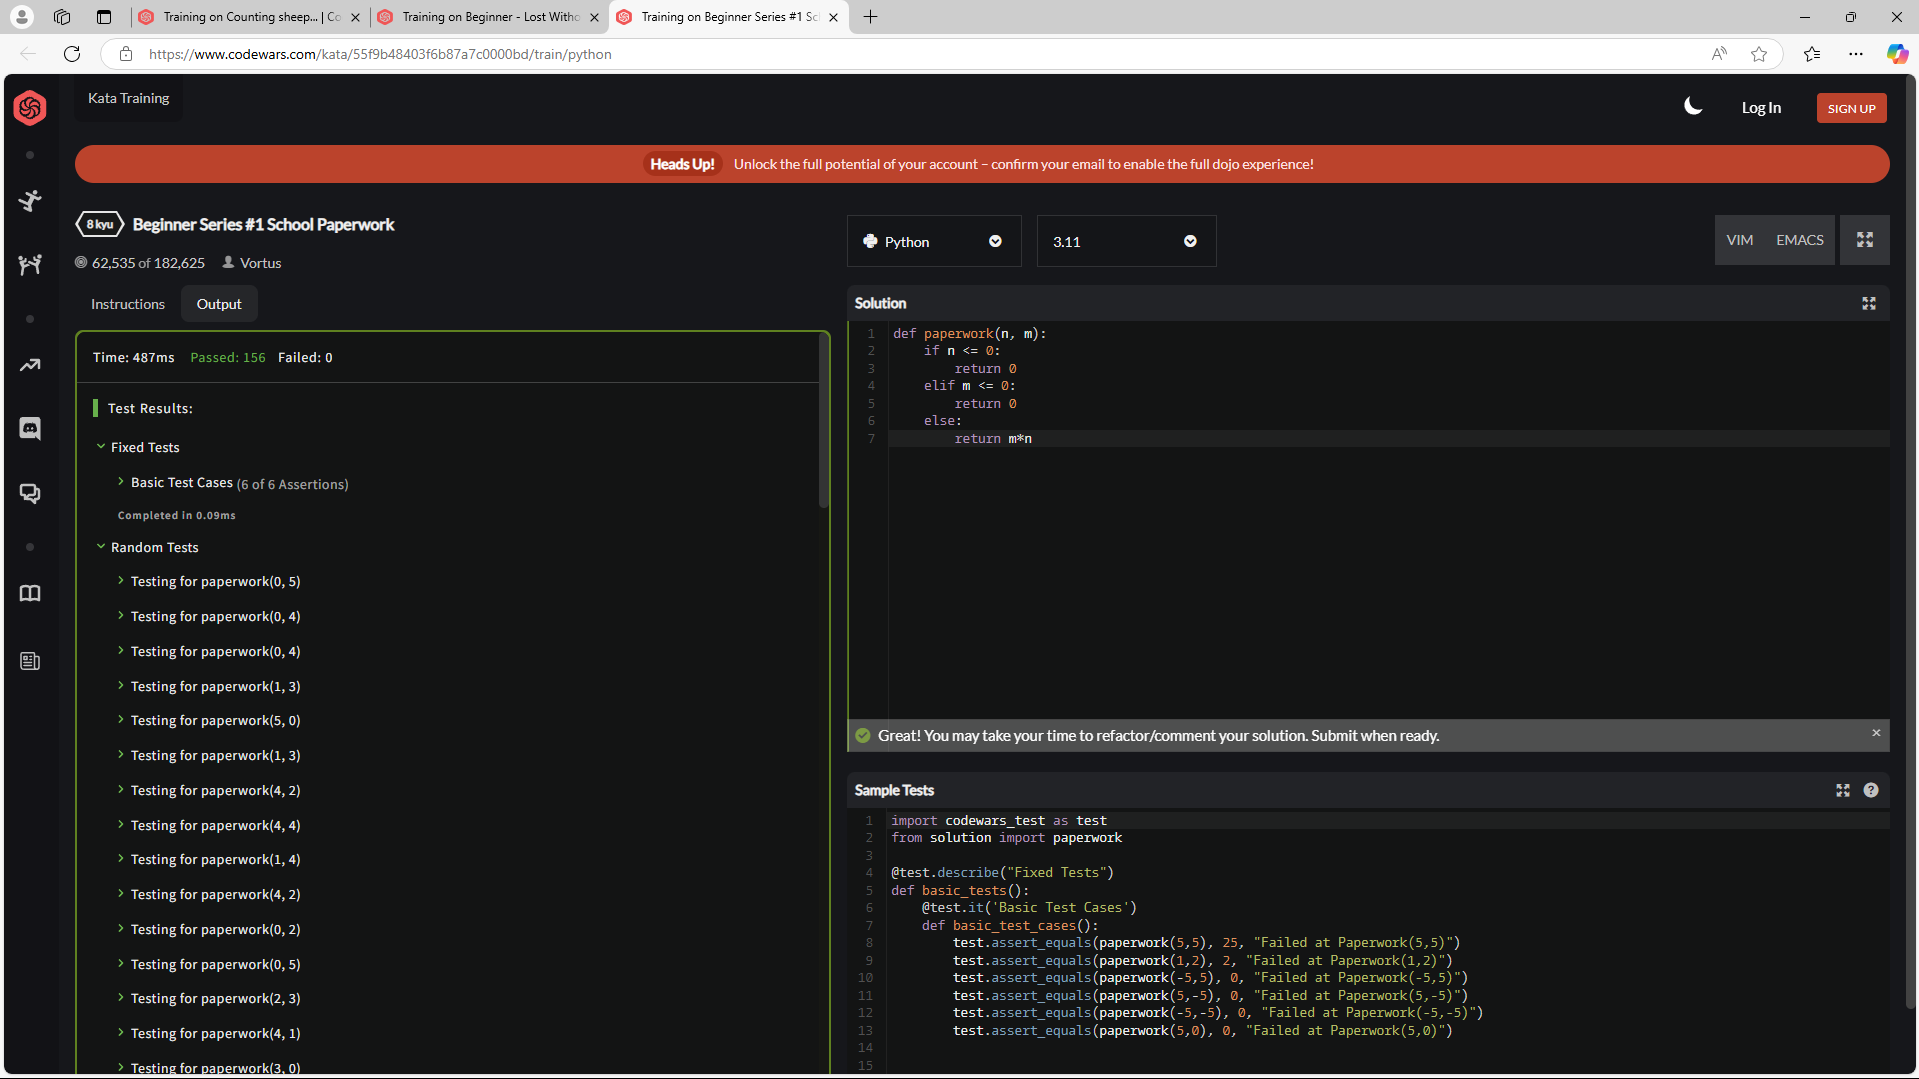 Training on Counting sheep... | Co
Training on Beginner - Lost Witho
Training on Beginner Series #1 Sc
https://www.codewars.com/kata/55f9b48403f6b87a7c0000bd/train/python
Kata Training
Log In
SIGN UP
Heads Up! Unlock the full potential of your account – confirm your email to enable the full dojo experience!
8 kyu Beginner Series #1 School Paperwork
62,535 of 182,625 Vortus
Python
3.11
VIM EMACS
Instructions
Output
Time: 487ms Passed: 156 Failed: 0
Test Results:
Fixed Tests
Basic Test Cases (6 of 6 Assertions)
Completed in 0.09ms
Random Tests
Testing for paperwork(0, 5)
Testing for paperwork(0, 4)
Testing for paperwork(0, 4)
Testing for paperwork(1, 3)
Testing for paperwork(5, 0)
Testing for paperwork(1, 3)
Testing for paperwork(4, 2)
Testing for paperwork(4, 4)
Testing for paperwork(1, 4)
Testing for paperwork(4, 2)
Testing for paperwork(0, 2)
Testing for paperwork(0, 5)
Testing for paperwork(2, 3)
Testing for paperwork(4, 1)
Testing for paperwork(3, 0)
Solution
1 def paperwork(n, m):
2 if n <= 0:
3 return 0
4 elif m <= 0:
5 return 0
6 else:
7 return m*n
Great! You may take your time to refactor/comment your solution. Submit when ready.
Sample Tests
1 import codewars_test as test
2 from solution import paperwork
3
4 @test.describe("Fixed Tests")
5 def basic_tests():
6 @test.it('Basic Test Cases')
7 def basic_test_cases():
8 test.assert_equals(paperwork(5,5), 25, "Failed at Paperwork(5,5)")
9 test.assert_equals(paperwork(1,2), 2, "Failed at Paperwork(1,2)")
10 test.assert_equals(paperwork(-5,5), 0, "Failed at Paperwork(-5,5)")
11 test.assert_equals(paperwork(5,-5), 0, "Failed at Paperwork(5,-5)")
12 test.assert_equals(paperwork(-5,-5), 0, "Failed at Paperwork(-5,-5)")
13 test.assert_equals(paperwork(5,0), 0, "Failed at Paperwork(5,0)")
14
15